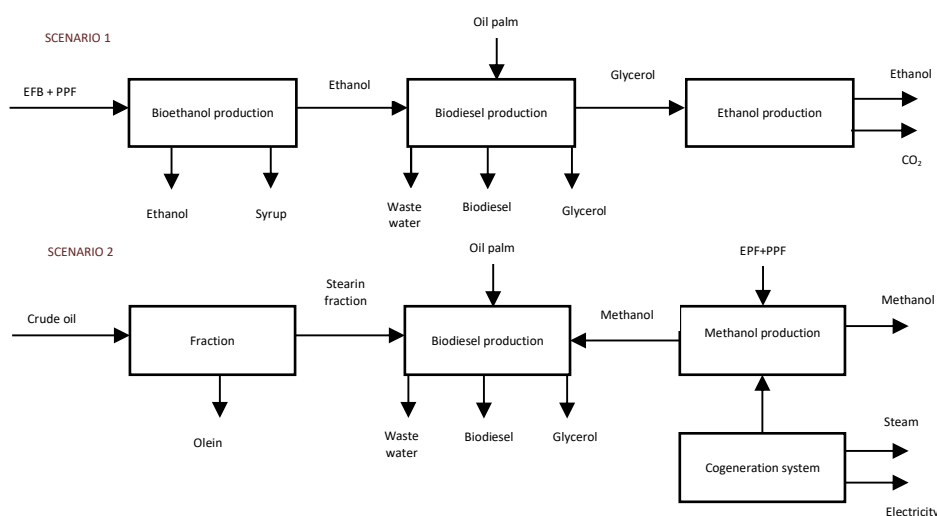 Oil palm
SCENARIO 1
EFB + PPF
Bioethanol production
Ethanol
Biodiesel production
Glycerol
Ethanol production
Ethanol
CO₂
Ethanol
Syrup
Waste
water
Biodiesel
Glycerol
SCENARIO 2
Oil palm
EPF+PPF
Crude oil
Fraction
Stearin
fraction
Biodiesel production
Methanol
Methanol production
Methanol
Olein
Waste
water
Biodiesel
Glycerol
Cogeneration system
Steam
Electricity